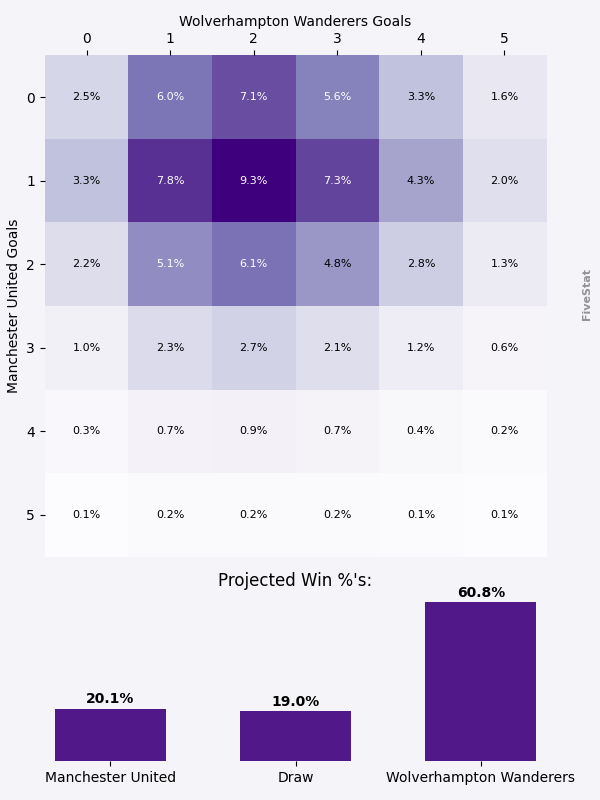 Wolverhampton Wanderers Goals
0 1 2 3 4 5
Manchester United Goals
0 2.5% 6.0% 7.1% 5.6% 3.3% 1.6%
1 3.3% 7.8% 9.3% 7.3% 4.3% 2.0%
2 2.2% 5.1% 6.1% 4.8% 2.8% 1.3%
3 1.0% 2.3% 2.7% 2.1% 1.2% 0.6%
4 0.3% 0.7% 0.9% 0.7% 0.4% 0.2%
5 0.1% 0.2% 0.2% 0.2% 0.1% 0.1%
FiveStat
Projected Win %'s:
20.1% 19.0% 60.8%
Manchester United Draw Wolverhampton Wanderers